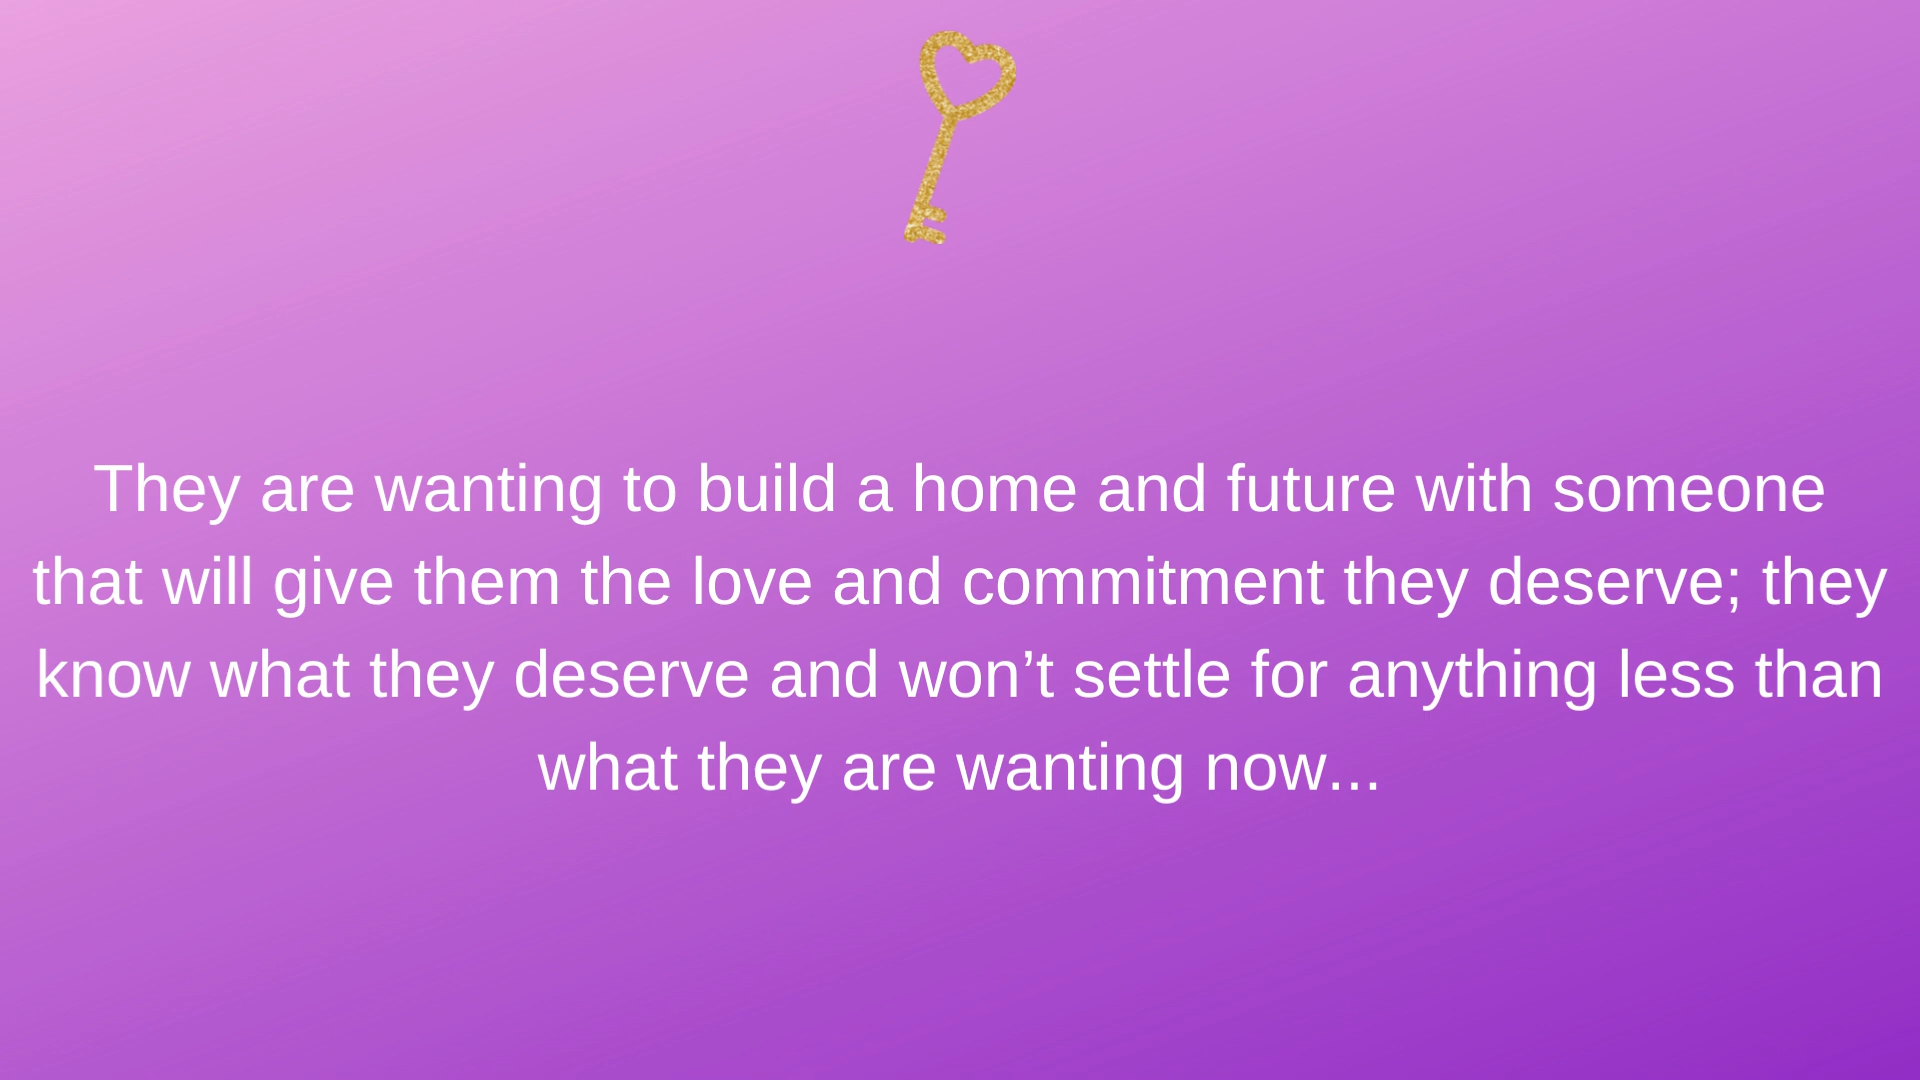 They are wanting to build a home and future with someone
that will give them the love and commitment they deserve; they
know what they deserve and won’t settle for anything less than
what they are wanting now...